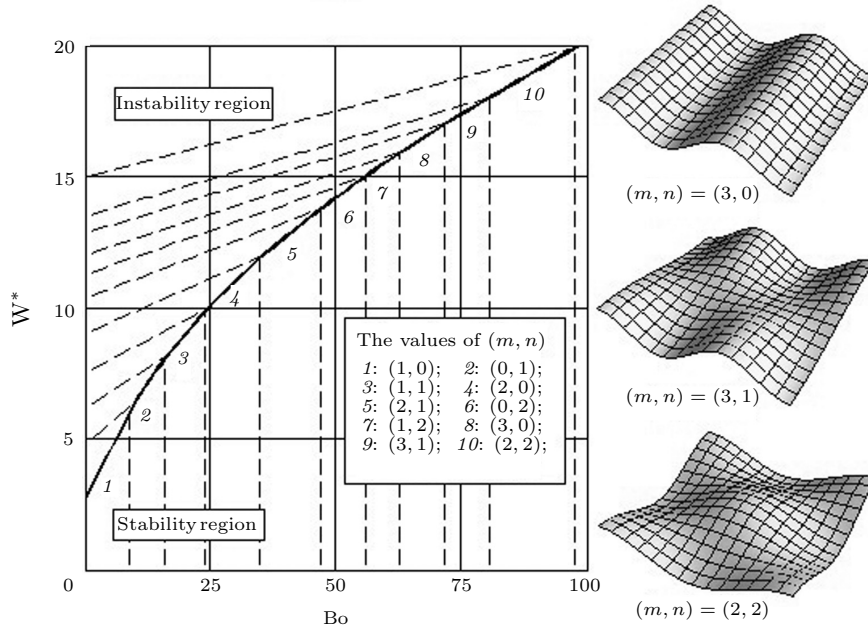 20
Instability region
10
9
8
(m, n) = (3, 0)
15
7
6
5
W*
10
4
The values of (m, n)
1: (1, 0); 2: (0, 1);
3: (1, 1); 4: (2, 0);
5: (2, 1); 6: (0, 2);
7: (1, 2); 8: (3, 0);
9: (3, 1); 10: (2, 2);
3
(m, n) = (3, 1)
5
2
1
Stability region
0 25 50 75 100
Bo
(m, n) = (2, 2)